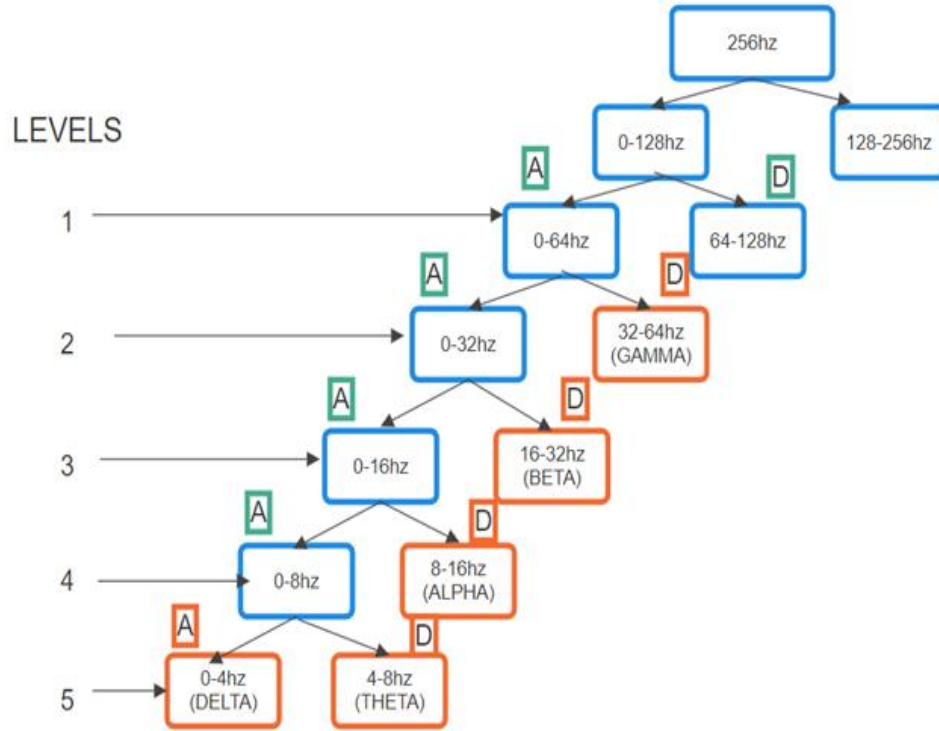 256hz
LEVELS
0-128hz
128-256hz
A
D
1
0-64hz
64-128hz
A
D
2
0-32hz
32-64hz
(GAMMA)
A
D
3
0-16hz
16-32hz
(BETA)
A
D
4
0-8hz
8-16hz
(ALPHA)
A
D
5
0-4hz
(DELTA)
4-8hz
(THETA)